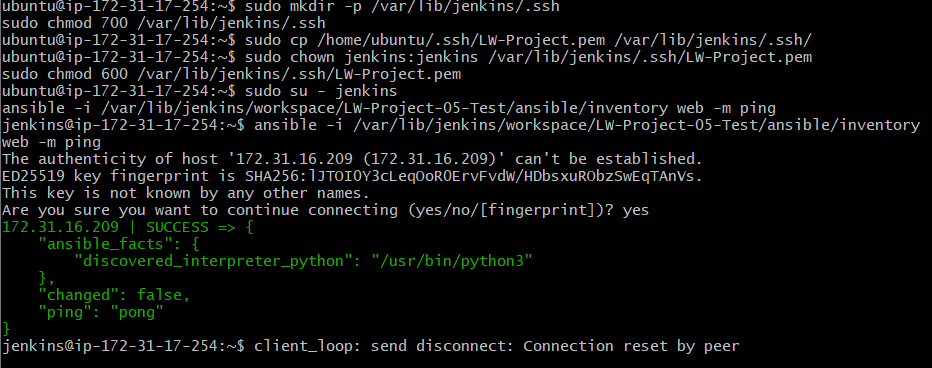 ubuntu@ip-172-31-17-254:~$ sudo mkdir -p /var/lib/jenkins/.ssh
sudo chmod 700 /var/lib/jenkins/.ssh
ubuntu@ip-172-31-17-254:~$ sudo cp /home/ubuntu/.ssh/LW-Project.pem /var/lib/jenkins/.ssh/
ubuntu@ip-172-31-17-254:~$ sudo chown jenkins:jenkins /var/lib/jenkins/.ssh/LW-Project.pem
sudo chmod 600 /var/lib/jenkins/.ssh/LW-Project.pem
ubuntu@ip-172-31-17-254:~$ sudo su - jenkins
ansible -i /var/lib/jenkins/workspace/LW-Project-05-Test/ansible/inventory web -m ping
jenkins@ip-172-31-17-254:~$ ansible -i /var/lib/jenkins/workspace/LW-Project-05-Test/ansible/inventory
web -m ping
The authenticity of host '172.31.16.209 (172.31.16.209)' can't be established.
ED25519 key fingerprint is SHA256:lJTOI0Y3cLeqOoROErvFvdW/HDbsxuRObzSwEqTAnVs.
This key is not known by any other names.
Are you sure you want to continue connecting (yes/no/[fingerprint])? yes
172.31.16.209 | SUCCESS => {
    "ansible_facts": {
        "discovered_interpreter_python": "/usr/bin/python3"
    },
    "changed": false,
    "ping": "pong"
}
jenkins@ip-172-31-17-254:~$ client_loop: send disconnect: Connection reset by peer